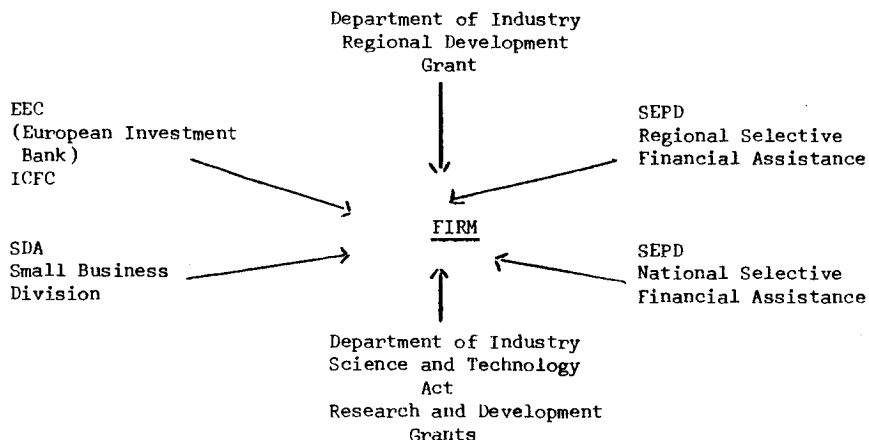 Department of Industry
Regional Development
Grant
EEC
(European Investment
Bank)
ICFC
SEPD
Regional Selective
Financial Assistance
FIRM
SDA
Small Business
Division
SEPD
National Selective
Financial Assistance
Department of Industry
Science and Technology
Act
Research and Development
Grants